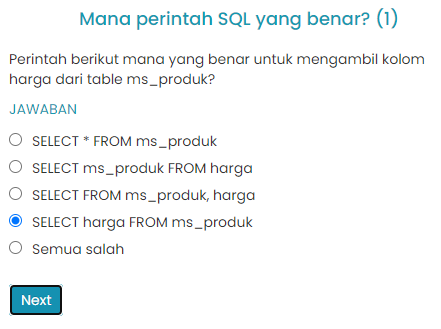 Mana perintah SQL yang benar? (1)
Perintah berikut mana yang benar untuk mengambil kolom
harga dari table ms_produk?
JAWABAN
SELECT * FROM ms_produk
SELECT ms_produk FROM harga
SELECT FROM ms_produk, harga
SELECT harga FROM ms_produk
Semua salah
Next